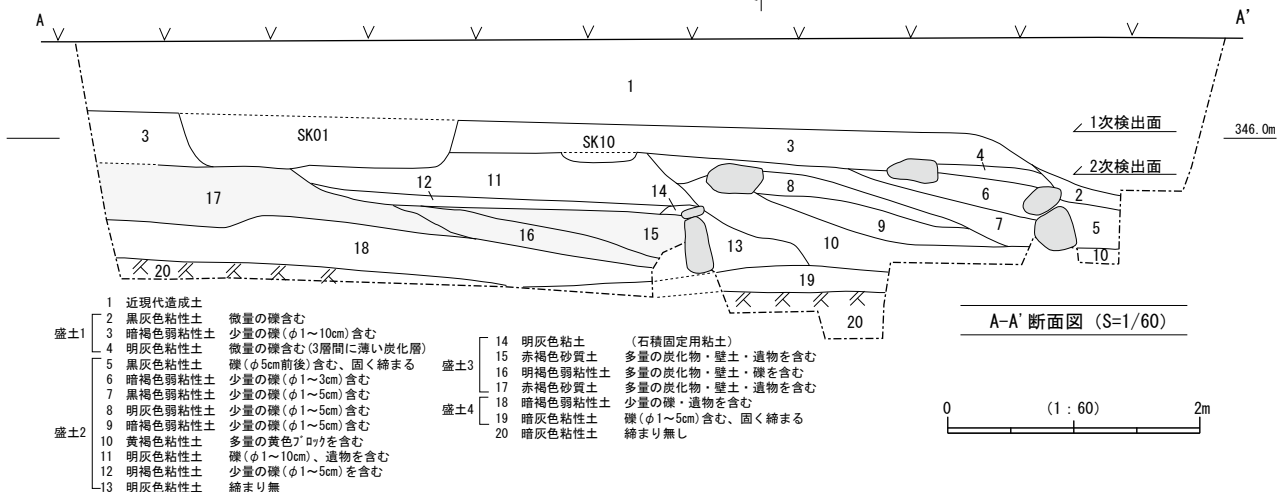 A
A'
1
1次検出面
346.0m
SK01
3
SK10
3
4
2次検出面
11
12
14
8
6
2
17
16
15
9
7
5
18
13
10
10
20
19
20
1 近現代造成土
盛土1
2 黒灰色粘性土 微量の礫含む
3 暗褐色弱粘性土 少量の礫(φ1~10cm)含む
4 明灰色粘性土 微量の礫含む(3層間に薄い炭化層)
盛土2
5 黒灰色粘性土 礫(φ5cm前後)含む、固く締まる
6 暗褐色弱粘性土 少量の礫(φ1~3cm)含む
7 黒褐色弱粘性土 少量の礫(φ1~5cm)含む
8 明灰色弱粘性土 少量の礫(φ1~5cm)含む
9 暗褐色弱粘性土 少量の礫(φ1~5cm)含む
10 黄褐色粘性土 多量の黄色ブロックを含む
11 明灰色粘性土 礫(φ1~10cm)、遺物を含む
12 明褐色粘性土 少量の礫(φ1~5cm)を含む
13 明灰色粘性土 締まり無
盛土3
14 明灰色粘土 (石積固定用粘土)
15 赤褐色砂質土 多量の炭化物・壁土・遺物を含む
16 明褐弱粘性土 多量の炭化物・壁土・礫を含む
17 赤褐色砂質土 多量の炭化物・壁土・遺物を含む
盛土4
18 暗褐弱粘性土 少量の礫・遺物を含む
19 暗灰色粘性土 礫(φ1~5cm)含む、固く締まる
20 暗灰色粘性土 締まり無し
A-A'断面図 (S=1/60)
0 (1:60) 2m